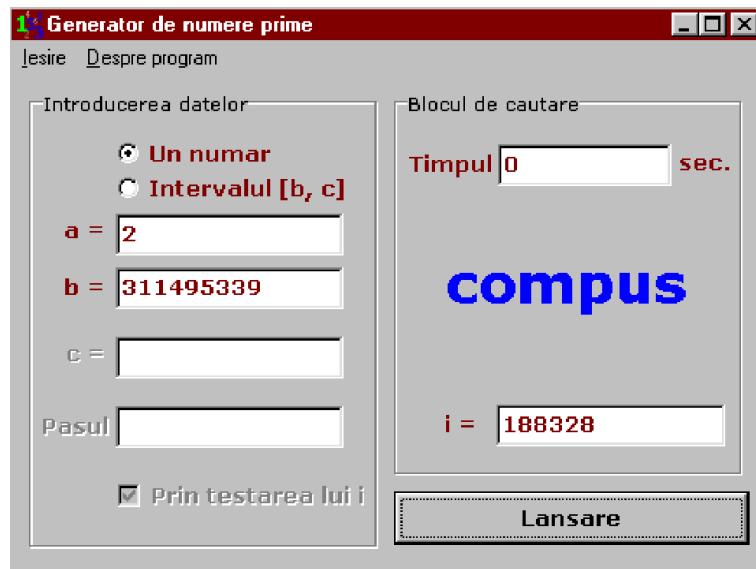 Generator de numere prime
Iesire Despre program
Introducerea datelor
Un numar
Intervalul [b, c]
a = 2
b = 311495339
c =
Pasul
Prin testarea lui i
Blocul de cautare
Timpul 0 sec.
compus
i = 188328
Lansare